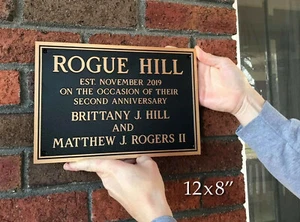 ROGUE HILL
EST. NOVEMBER 2019
ON THE OCCASION OF THEIR
SECOND ANNIVERSARY
BRITTANY J. HILL
AND
MATTHEW J. ROGERS II
12x8”